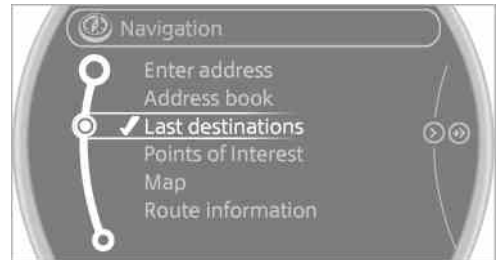 Navigation
Enter address
Address book
Last destinations
Points of Interest
Map
Route information